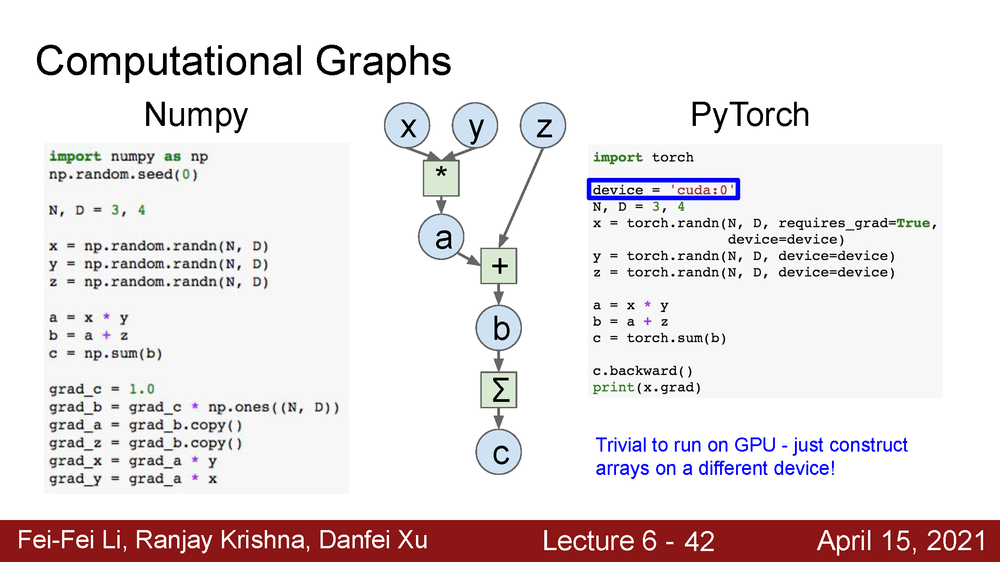 Computational Graphs
Numpy
import numpy as np
np.random.seed(0)
N, D = 3, 4
x = np.random.randn(N, D)
y = np.random.randn(N, D)
z = np.random.randn(N, D)
a = x * y
b = a + z
c = np.sum(b)
grad_c = 1.0
grad_b = grad_c * np.ones((N, D))
grad_a = grad_b.copy()
grad_z = grad_b.copy()
grad_x = grad_a * y
grad_y = grad_a * x
x y z
*
a
+
b
Σ
c
PyTorch
import torch
device = 'cuda:0'
N, D = 3, 4
x = torch.randn(N, D, requires_grad=True,
device=device)
y = torch.randn(N, D, device=device)
z = torch.randn(N, D, device=device)
a = x * y
b = a + z
c = torch.sum(b)
c.backward()
print(x.grad)
Trivial to run on GPU - just construct
arrays on a different device!
Fei-Fei Li, Ranjay Krishna, Danfei Xu
Lecture 6 - 42
April 15, 2021